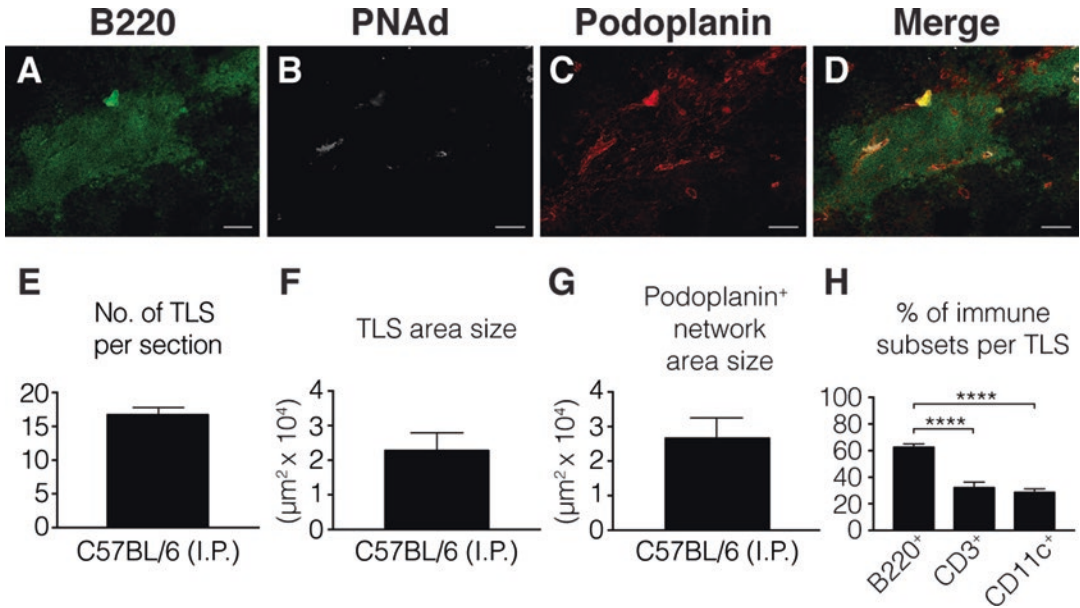 B220 PNAd Podoplanin Merge
A B C D
E F G H
No. of TLS
per section
20
15
10
5
0
C57BL/6 (I.P.)
TLS area size
(µm² x 10⁴)
4
3
2
1
0
C57BL/6 (I.P.)
Podoplanin⁺
network
area size
(µm² x 10⁴)
4
3
2
1
0
C57BL/6 (I.P.)
% of immune
subsets per TLS
100
80
60
40
20
0
****
****
B220⁺ CD3⁺ CD11c⁺